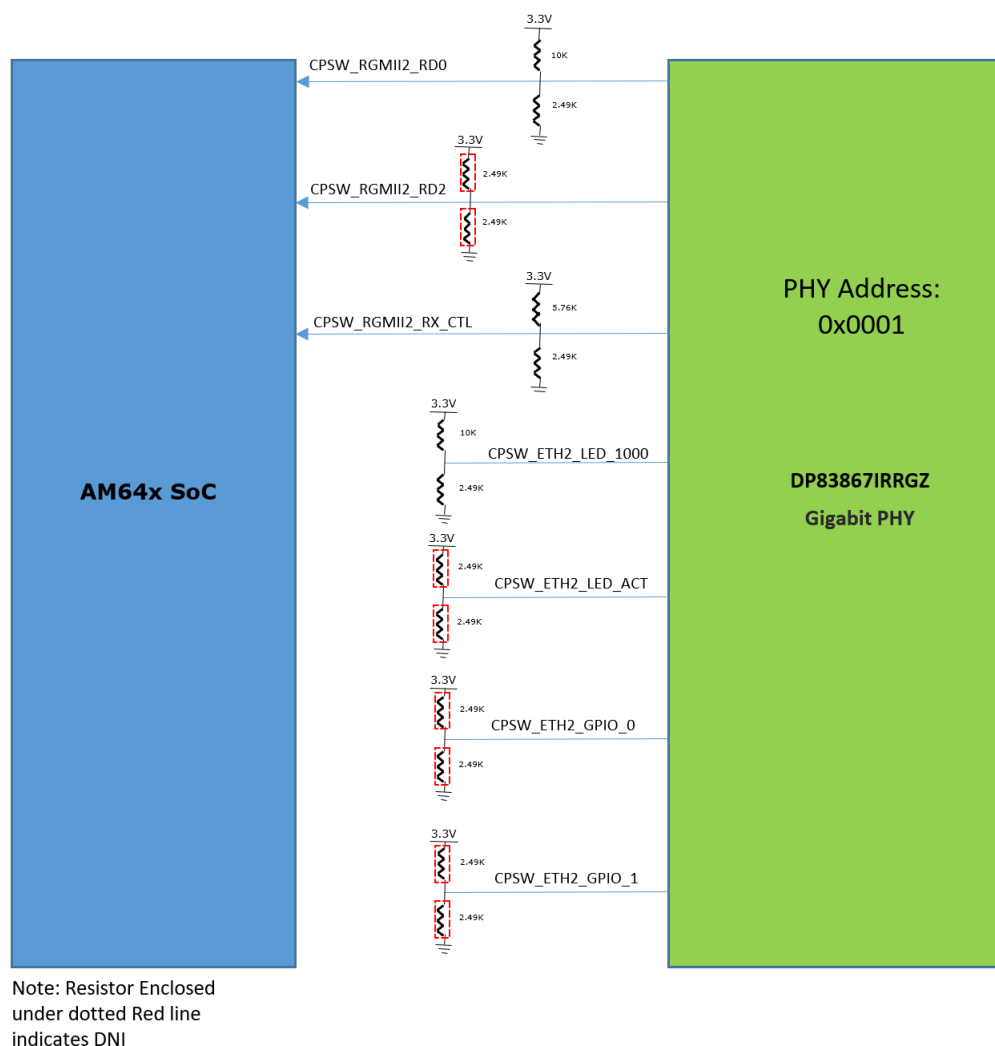 3.3V
10K
CPSW_RGMII2_RD0
2.49K
3.3V
2.49K
CPSW_RGMII2_RD2
2.49K
3.3V
PHY Address:
0x0001
5.76K
CPSW_RGMII2_RX_CTL
2.49K
3.3V
10K
CPSW_ETH2_LED_1000
2.49K
AM64x SoC
DP83867IRRGZ
Gigabit PHY
3.3V
2.49K
CPSW_ETH2_LED_ACT
2.49K
3.3V
2.49K
CPSW_ETH2_GPIO_0
2.49K
3.3V
2.49K
CPSW_ETH2_GPIO_1
2.49K
Note: Resistor Enclosed
under dotted Red line
indicates DNI